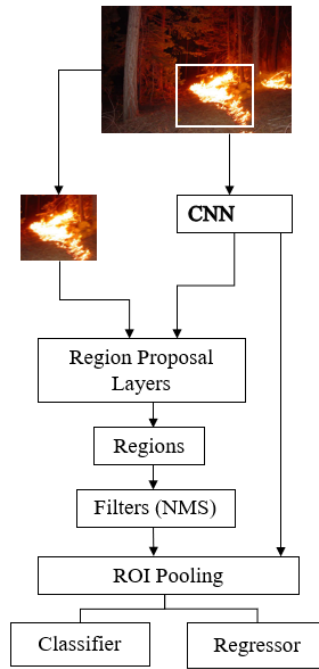 CNN
Region Proposal
Layers
Regions
Filters (NMS)
ROI Pooling
Classifier
Regressor